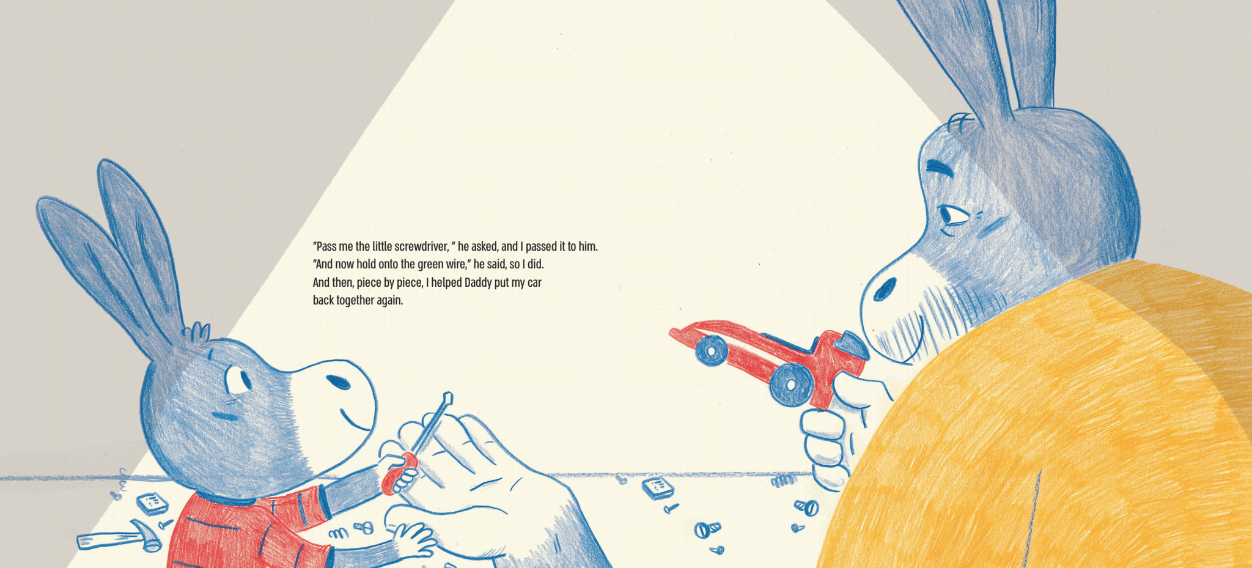 “Pass me the little screwdriver, ” he asked, and I passed it to him.
“And now hold onto the green wire,” he said, so I did.
And then, piece by piece, I helped Daddy put my car
back together again.